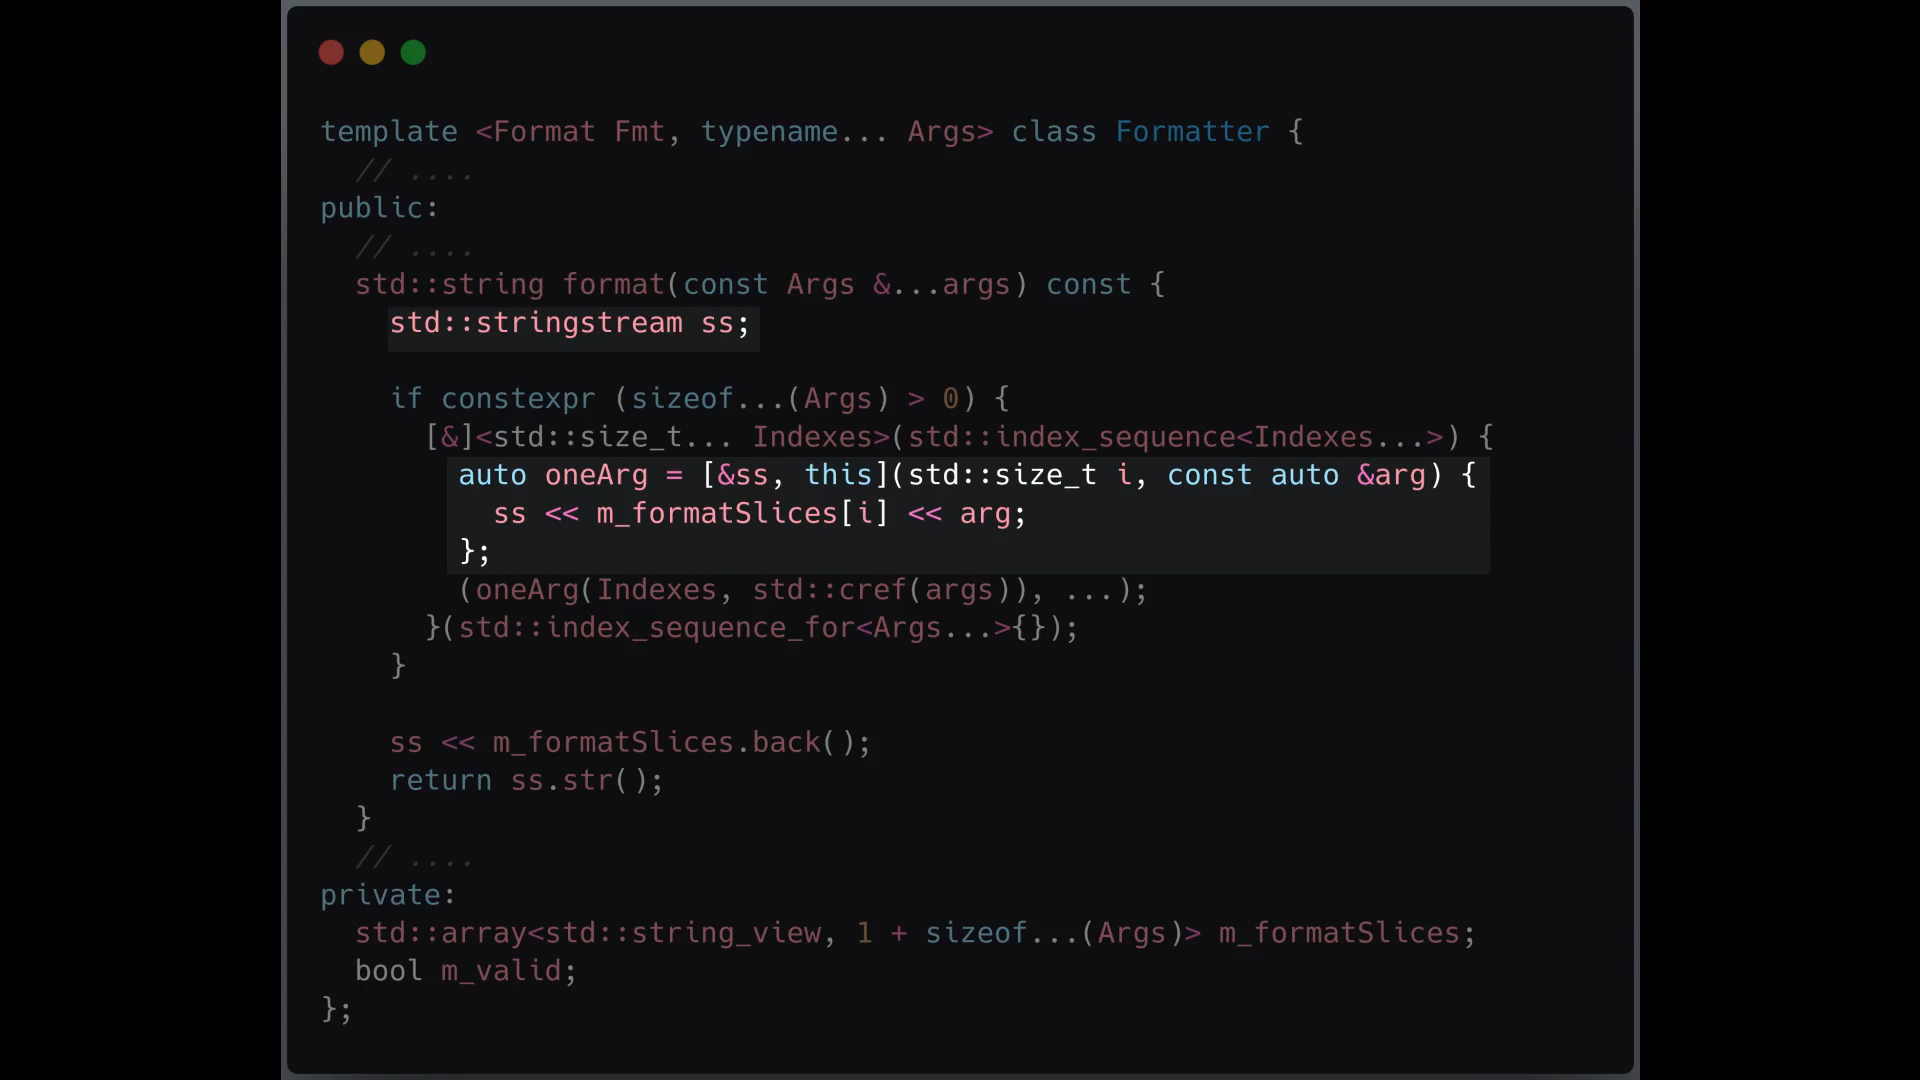 template <Format Fmt, typename... Args> class Formatter {
// ....
public:
// ....
std::string format(const Args &...args) const {
std::stringstream ss;
if constexpr (sizeof...(Args) > 0) {
[&]<std::size_t... Indexes>(std::index_sequence<Indexes...>) {
auto oneArg = [&ss, this](std::size_t i, const auto &arg) {
ss << m_formatSlices[i] << arg;
};
(oneArg(Indexes, std::cref(args)), ...);
}(std::index_sequence_for<Args...>{});
}
ss << m_formatSlices.back();
return ss.str();
}
// ....
private:
std::array<std::string_view, 1 + sizeof...(Args)> m_formatSlices;
bool m_valid;
};